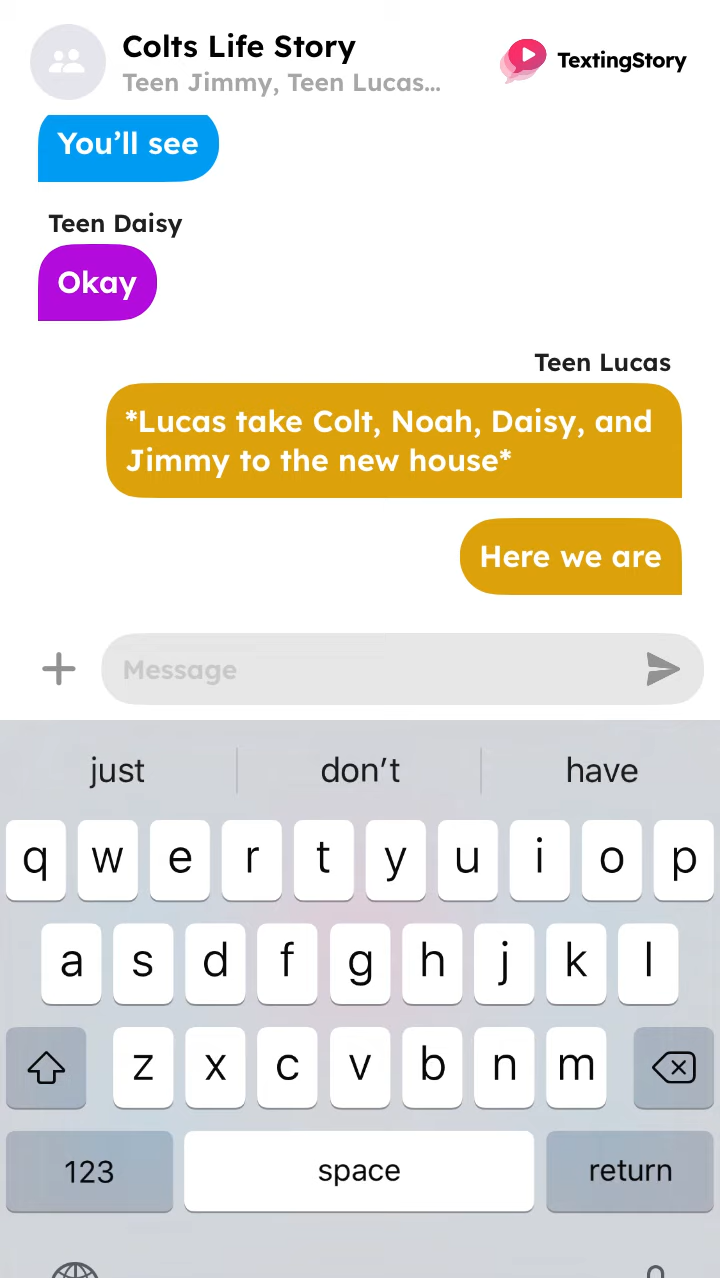 Colts Life Story
Teen Jimmy, Teen Lucas...
TextingStory
You’ll see
Teen Daisy
Okay
Teen Lucas
*Lucas take Colt, Noah, Daisy, and
Jimmy to the new house*
Here we are
Message
just don’t have
q w e r t y u i o p
a s d f g h j k l
z x c v b n m
123 space return